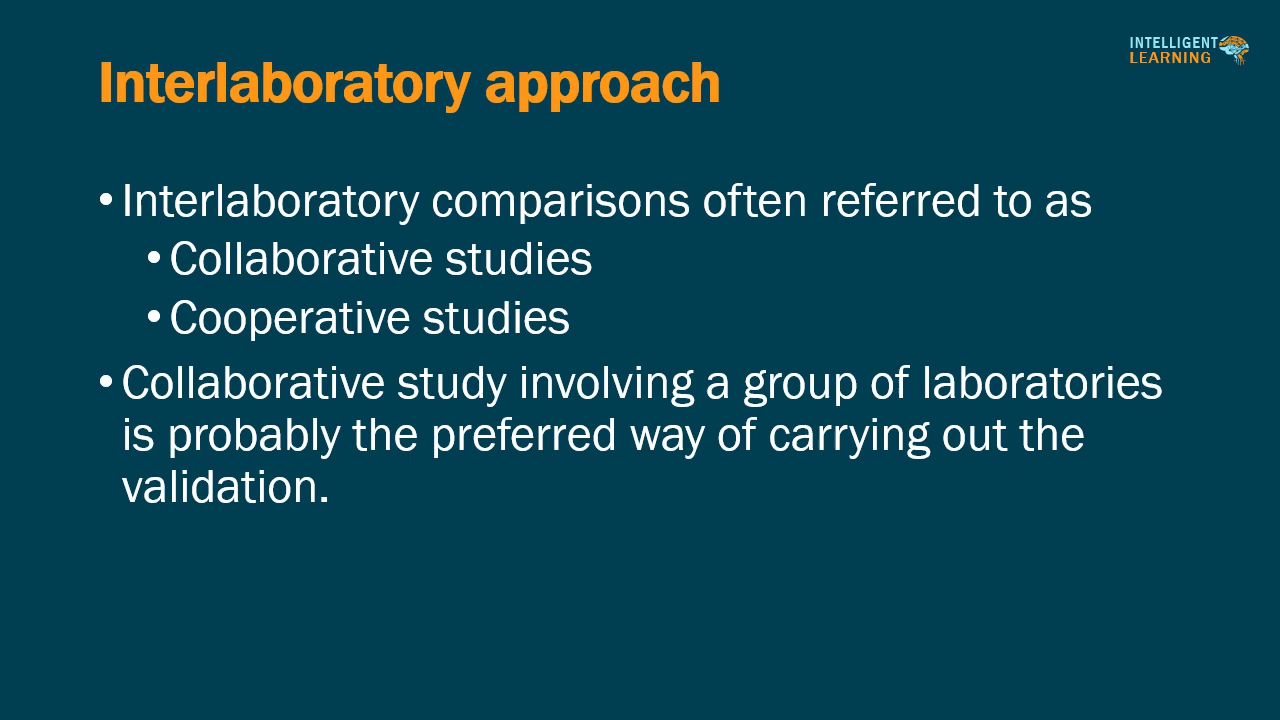 INTELLIGENT
LEARNING
Interlaboratory approach
• Interlaboratory comparisons often referred to as
• Collaborative studies
• Cooperative studies
• Collaborative study involving a group of laboratories
is probably the preferred way of carrying out the
validation.